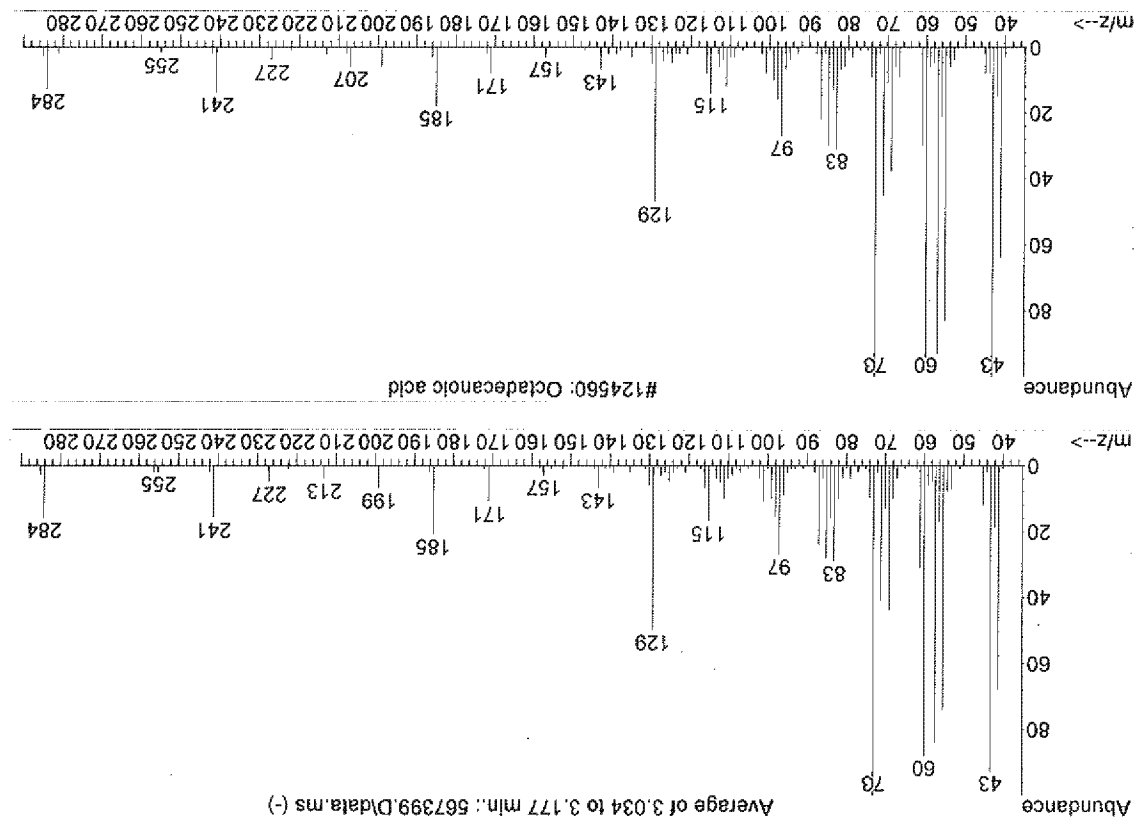 Abundance Average of 3.034 to 3.177 min.: 567399.D\data.ms (-)
43 60 73
80
60
129
40
83 97
20 115 185 241 284
143 157 171 199 213 227 255
0
m/z--> 40 50 60 70 80 90 100 110 120 130 140 150 160 170 180 190 200 210 220 230 240 250 260 270 280
Abundance #124560: Octadecanoic acid
43 60 73
80
60
129
40
83 97
20 115 185 241 284
143 157 171 207 227 255
0
m/z--> 40 50 60 70 80 90 100 110 120 130 140 150 160 170 180 190 200 210 220 230 240 250 260 270 280